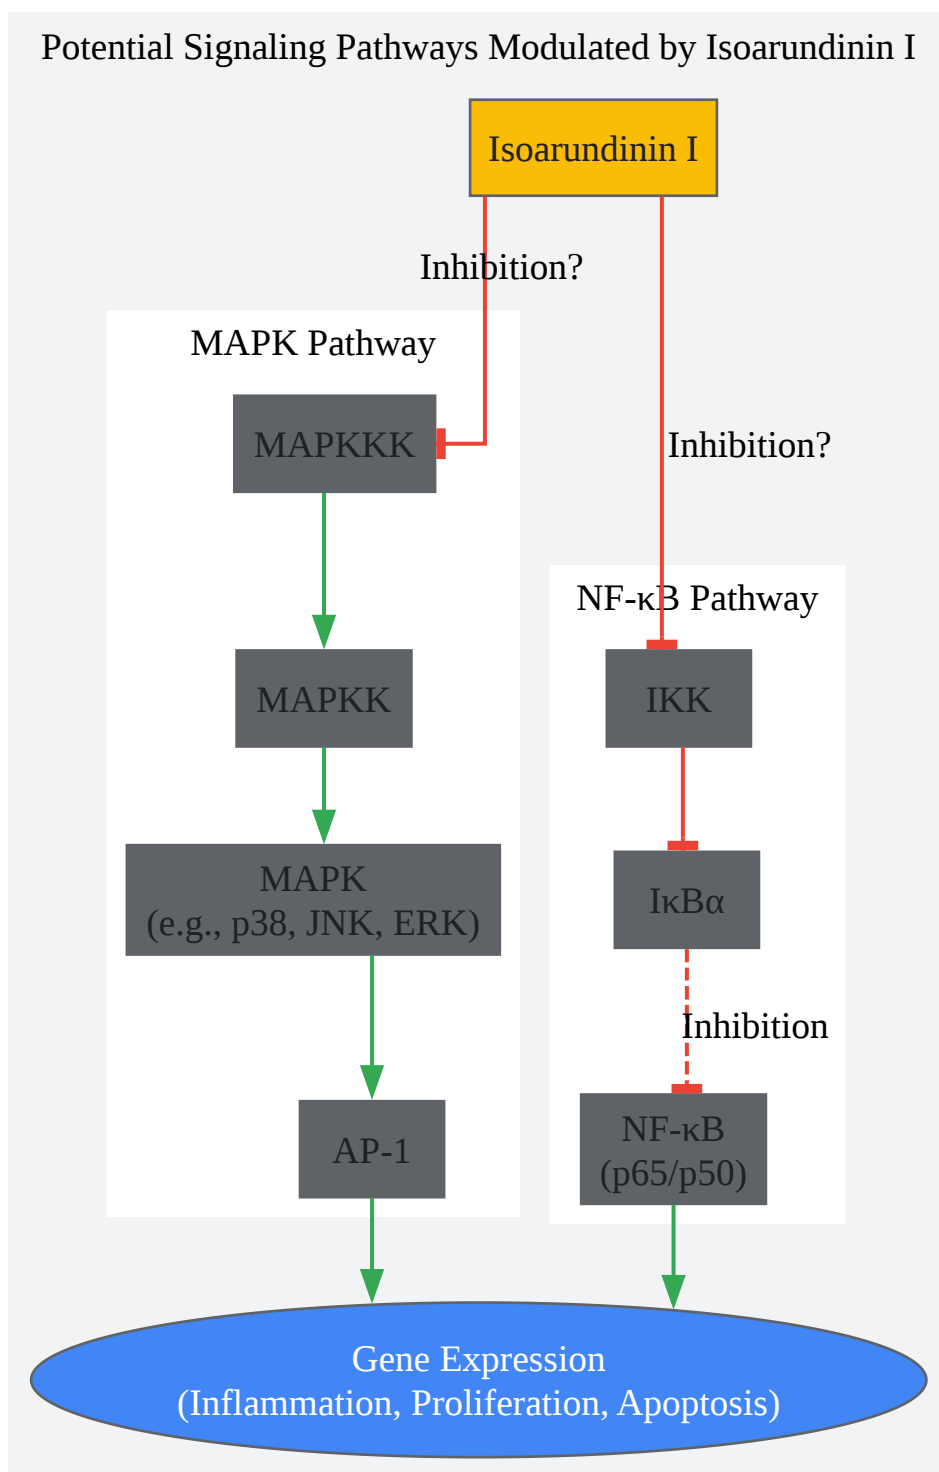 Potential Signaling Pathways Modulated by Isoarundinin I
Isoarundinin I
Inhibition?
MAPK Pathway
MAPKKK
Inhibition?
NF-κB Pathway
MAPKK
IKK
MAPK
(e.g., p38, JNK, ERK)
IκBα
Inhibition
AP-1
NF-κB
(p65/p50)
Gene Expression
(Inflammation, Proliferation, Apoptosis)